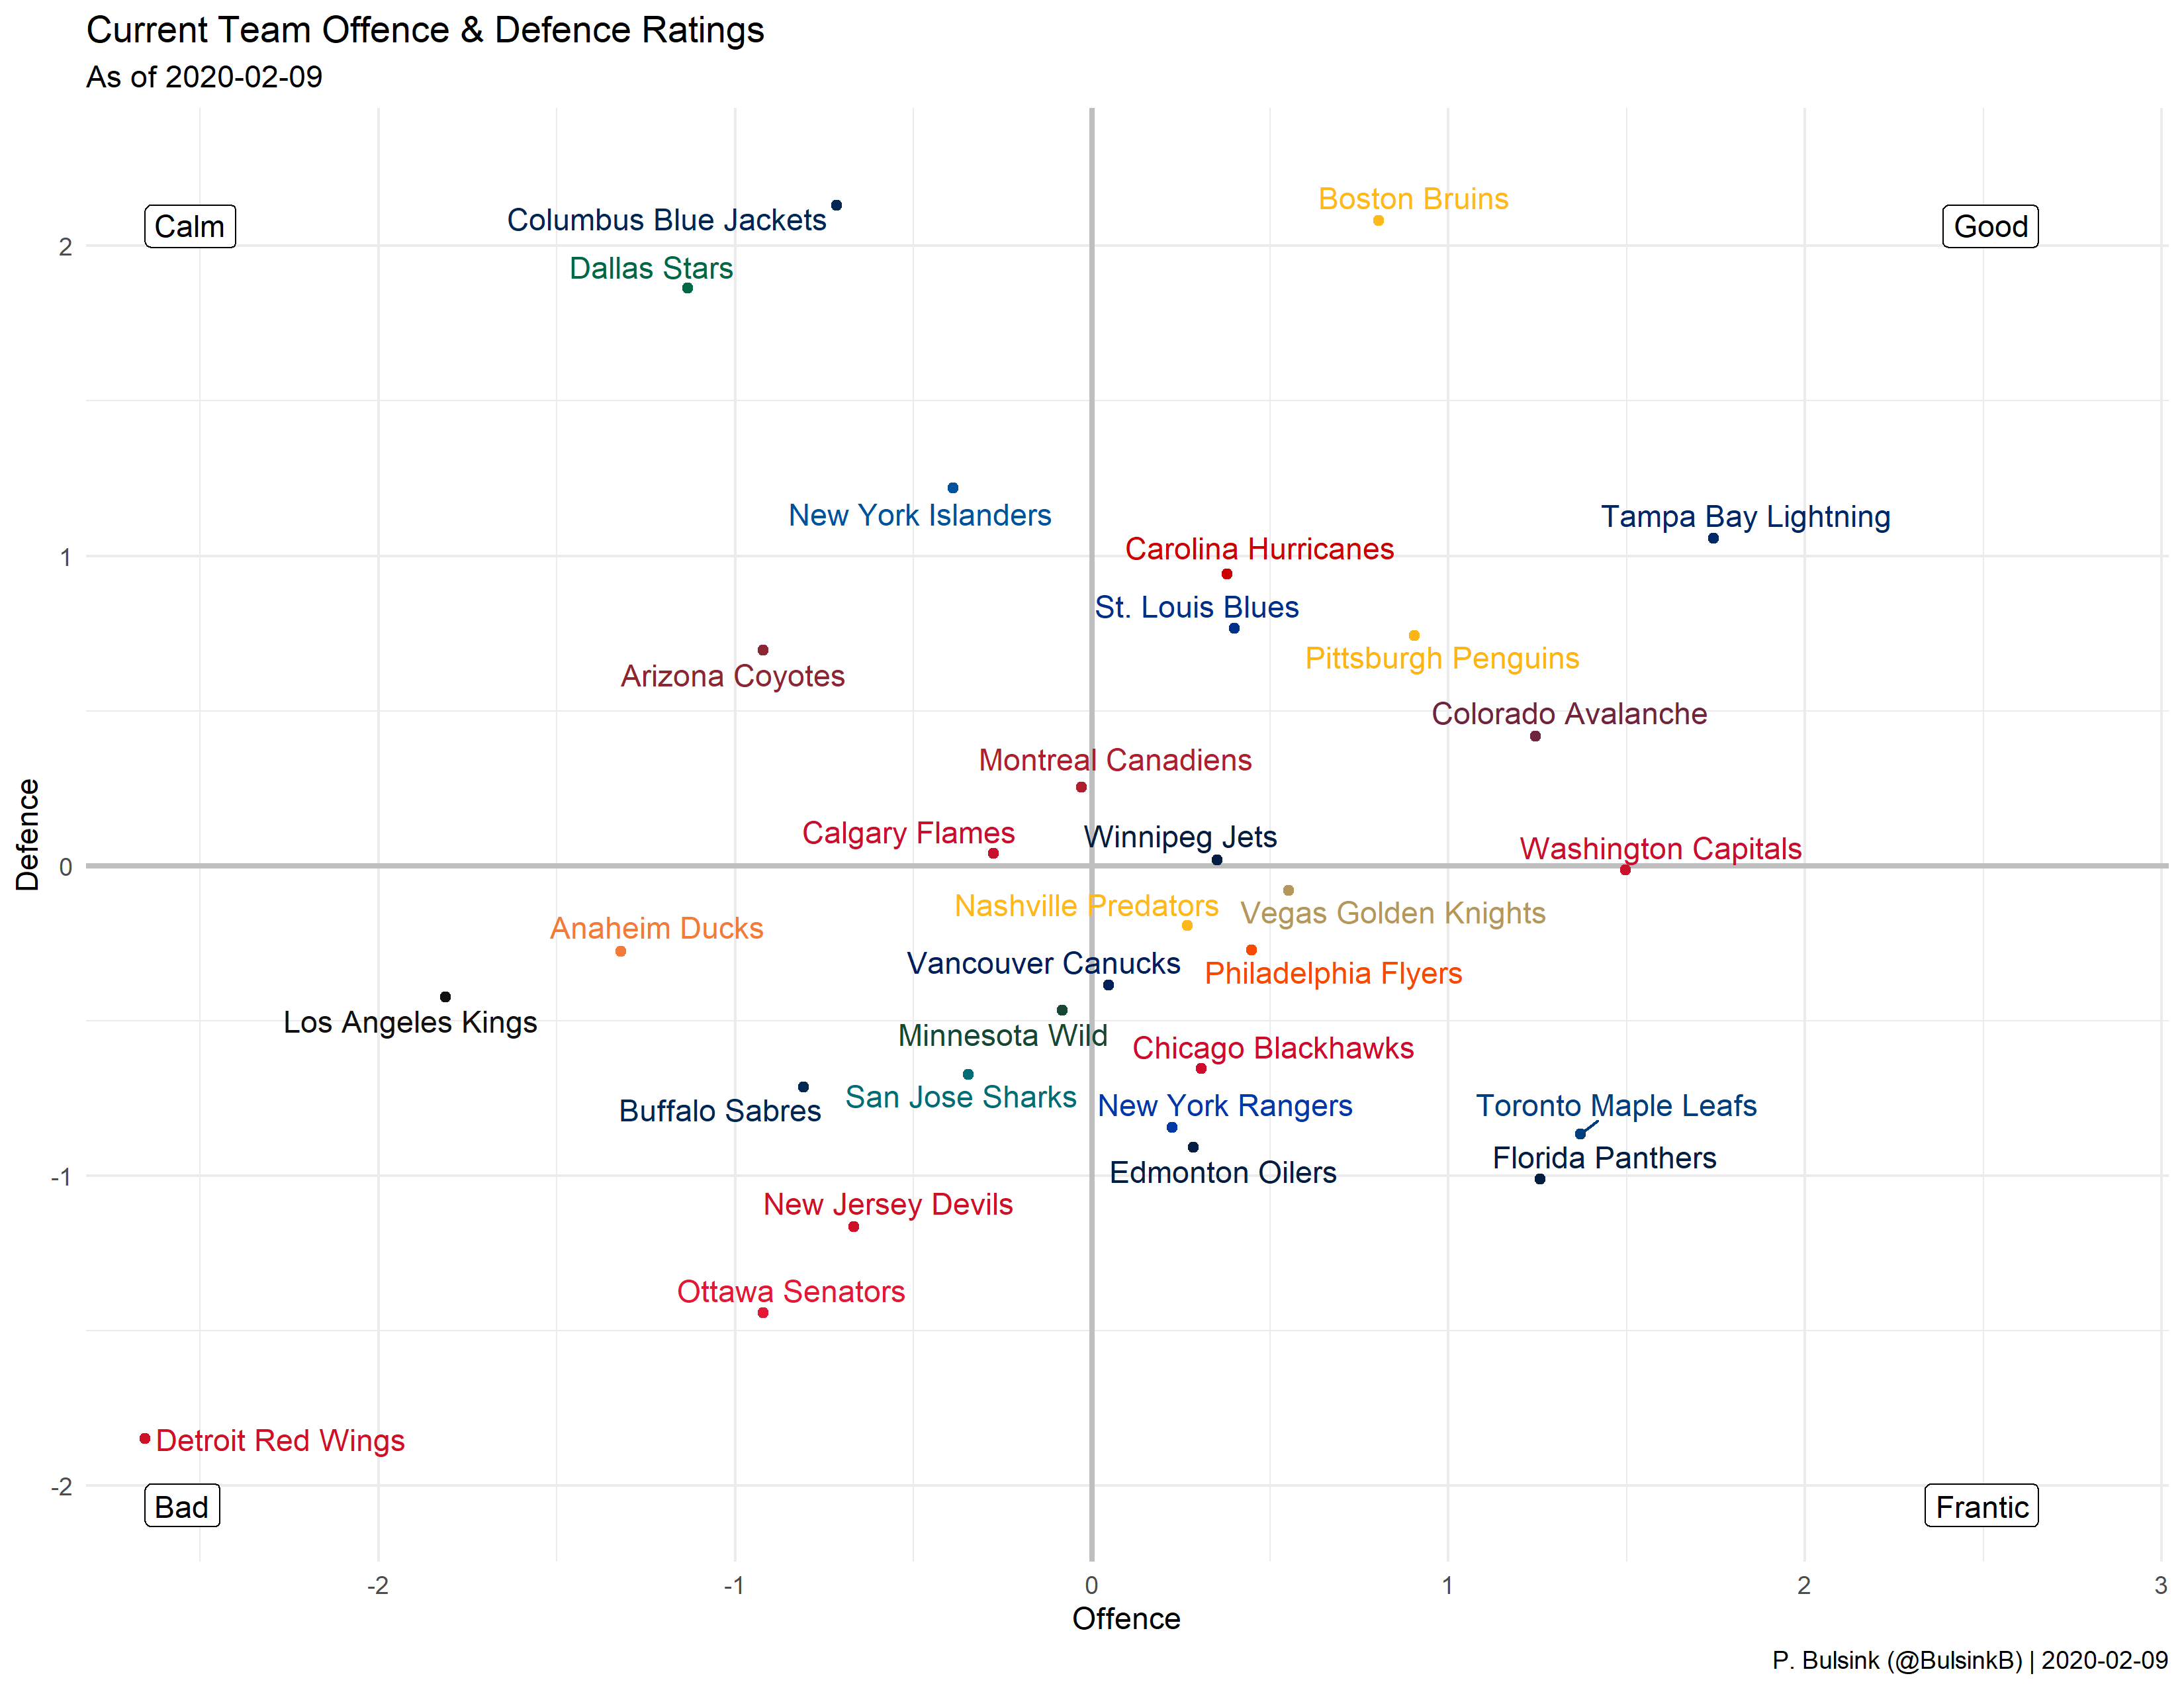 Current Team Offence & Defence Ratings
As of 2020-02-09
Boston Bruins
Columbus Blue Jackets
Calm
Good
2
Dallas Stars
New York Islanders
Tampa Bay Lightning
Carolina Hurricanes
1
St. Louis Blues
Pittsburgh Penguins
Arizona Coyotes
Colorado Avalanche
Montreal Canadiens
Calgary Flames
Winnipeg Jets
Washington Capitals
Defence
0
Nashville Predators
Vegas Golden Knights
Anaheim Ducks
Vancouver Canucks
Philadelphia Flyers
Los Angeles Kings
Minnesota Wild
Chicago Blackhawks
San Jose Sharks
Buffalo Sabres
New York Rangers
Toronto Maple Leafs
Florida Panthers
Edmonton Oilers
-1
New Jersey Devils
Ottawa Senators
Detroit Red Wings
-2
Bad
Frantic
-2
-1
0
1
2
3
Offence
P. Bulsink (@BulsinkB) | 2020-02-09